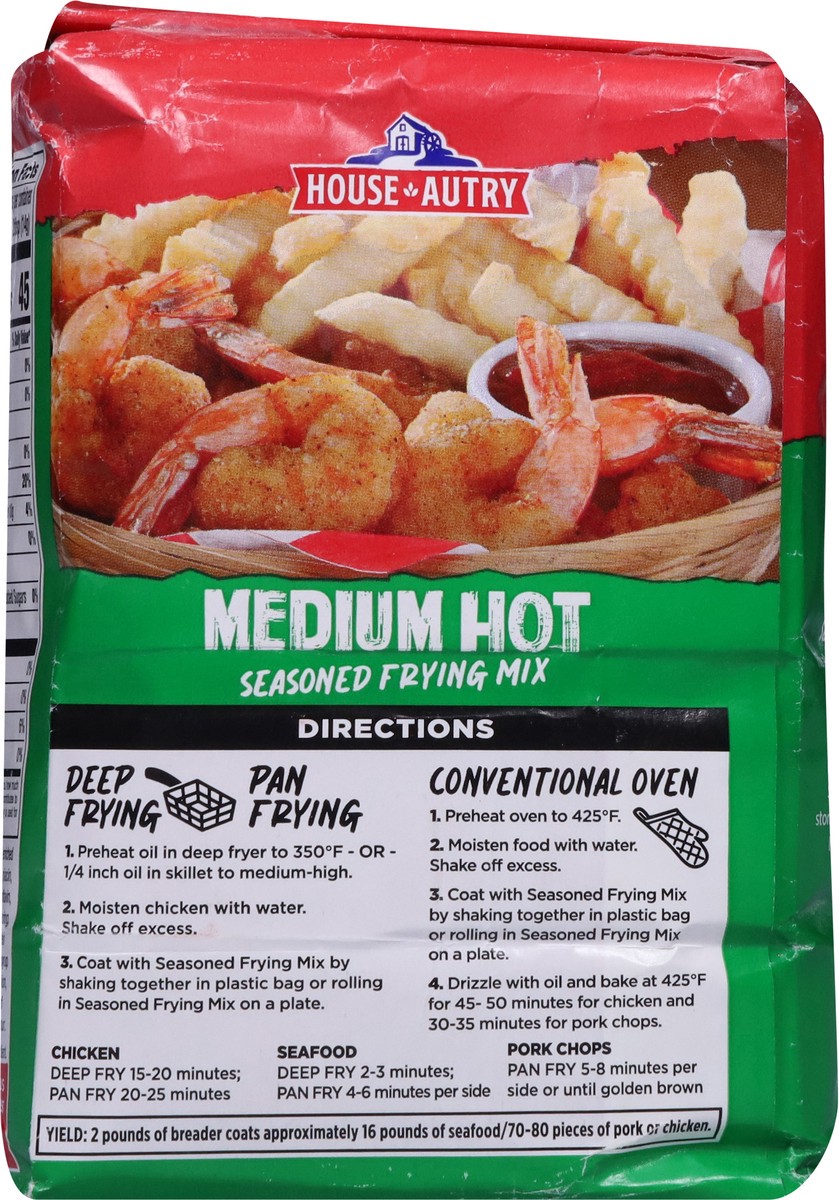 HOUSE AUTRY
MEDIUM HOT
SEASONED FRYING MIX
DIRECTIONS
DEEP FRYING
PAN FRYING
1. Preheat oil in deep fryer to 350°F - OR -
1/4 inch oil in skillet to medium-high.
2. Moisten chicken with water.
Shake off excess.
3. Coat with Seasoned Frying Mix by
shaking together in plastic bag or rolling
in Seasoned Frying Mix on a plate.
CONVENTIONAL OVEN
1. Preheat oven to 425°F.
2. Moisten food with water.
Shake off excess.
3. Coat with Seasoned Frying Mix
by shaking together in plastic bag
or rolling in Seasoned Frying Mix
on a plate.
4. Drizzle with oil and bake at 425°F
for 45- 50 minutes for chicken and
30-35 minutes for pork chops.
CHICKEN
DEEP FRY 15-20 minutes;
PAN FRY 20-25 minutes
SEAFOOD
DEEP FRY 2-3 minutes;
PAN FRY 4-6 minutes per side
PORK CHOPS
PAN FRY 5-8 minutes per
side or until golden brown
YIELD: 2 pounds of breader coats approximately 16 pounds of seafood/70-80 pieces of pork or chicken.
45